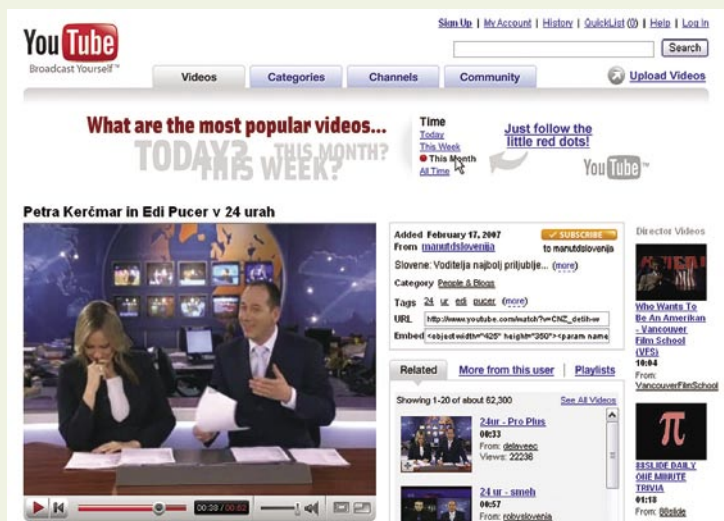 Sign Up | My Account | History | QuickList (0) | Help | Log In
YouTube
Broadcast Yourself™
Search
Videos
Categories
Channels
Community
Upload Videos
What are the most popular videos...
TODAY? THIS WEEK? THIS MONTH?
Time
Today
This Week
This Month
All Time
Just follow the
little red dots!
YouTube™
Petra Kerčmar in Edi Pucer v 24 urah
00:38 / 00:62
Added February 17, 2007
From manutdslovenija
SUBSCRIBE
to manutdslovenija
Slovene: Voditelja najbolj priljublje... (more)
Category People & Blogs
Tags 24 ur edi pucer (more)
URL http://www.youtube.com/watch?v=CNZ_detih-w
Embed <object width="425" height="350"><param name
Related
More from this user
Playlists
Showing 1-20 of about 62,300
See All Videos
24ur - Pro Plus
00:33
From: delaveec
Views: 22236
24 ur - smeh
00:57
From: robyslovenija
Director Videos
Who Wants To
Be An Amerikan
- Vancouver
Film School
(VFS)
10:04
From:
VancouverFilmSchool
π
88SLIDE DAILY
ONE MINUTE
TRIVIA
01:18
From: 88slide